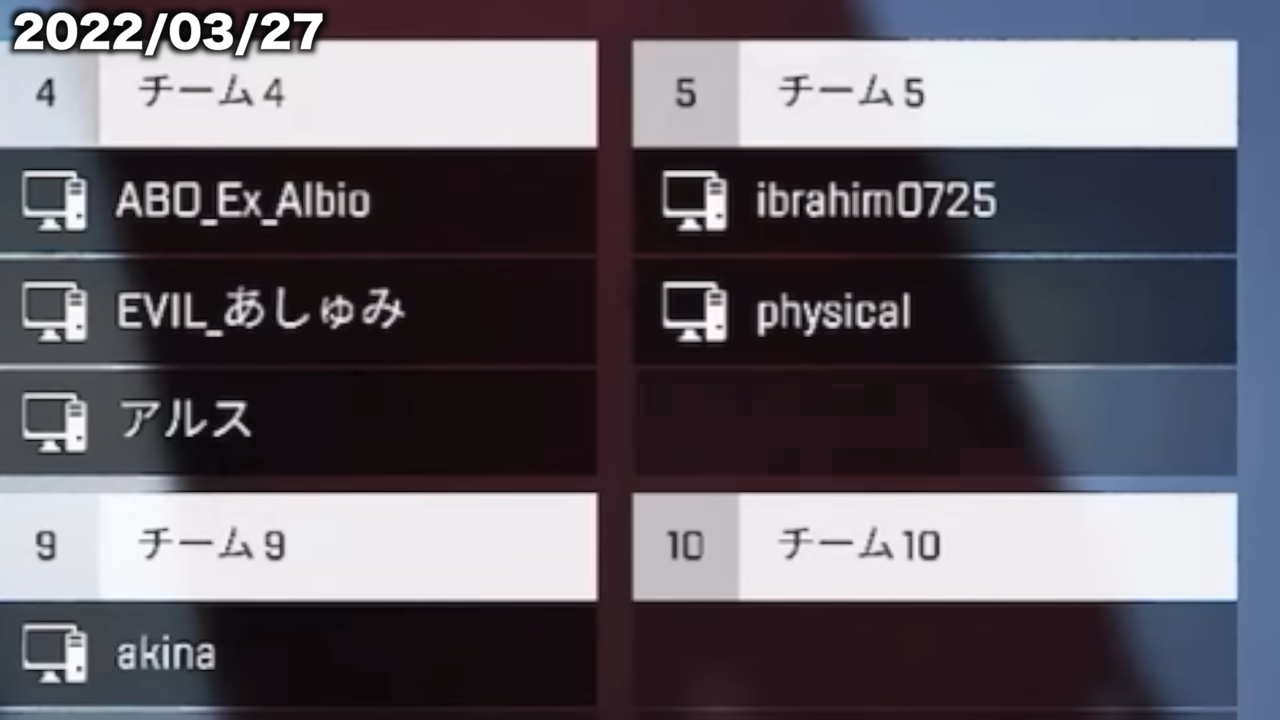 2022/03/27
4 チーム4
ABO_Ex_Albio
EVIL_あしゅみ
アルス
5 チーム5
ibrahim0725
physical
9 チーム9
akina
10 チーム10